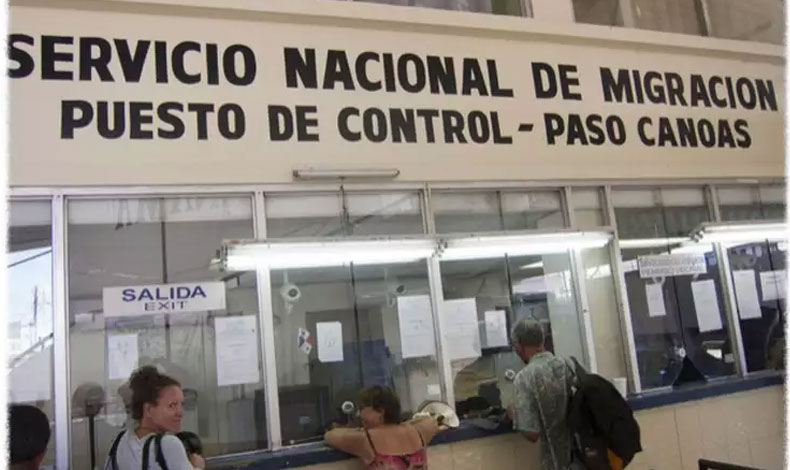 SERVICIO NACIONAL DE MIGRACION
PUESTO DE CONTROL - PASO CANOAS
SALIDA
EXIT